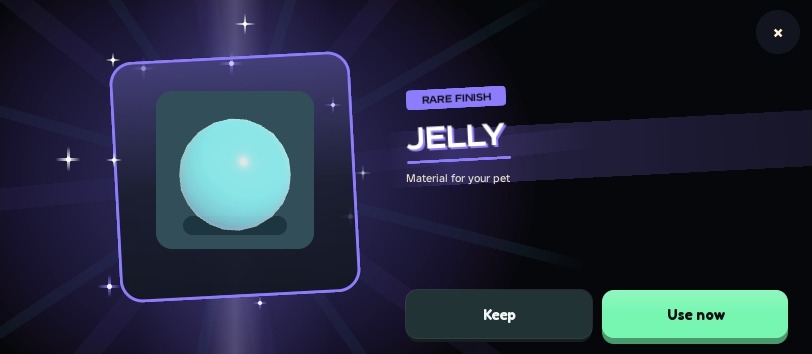 RARE FINISH
JELLY
Material for your pet
Keep
Use now